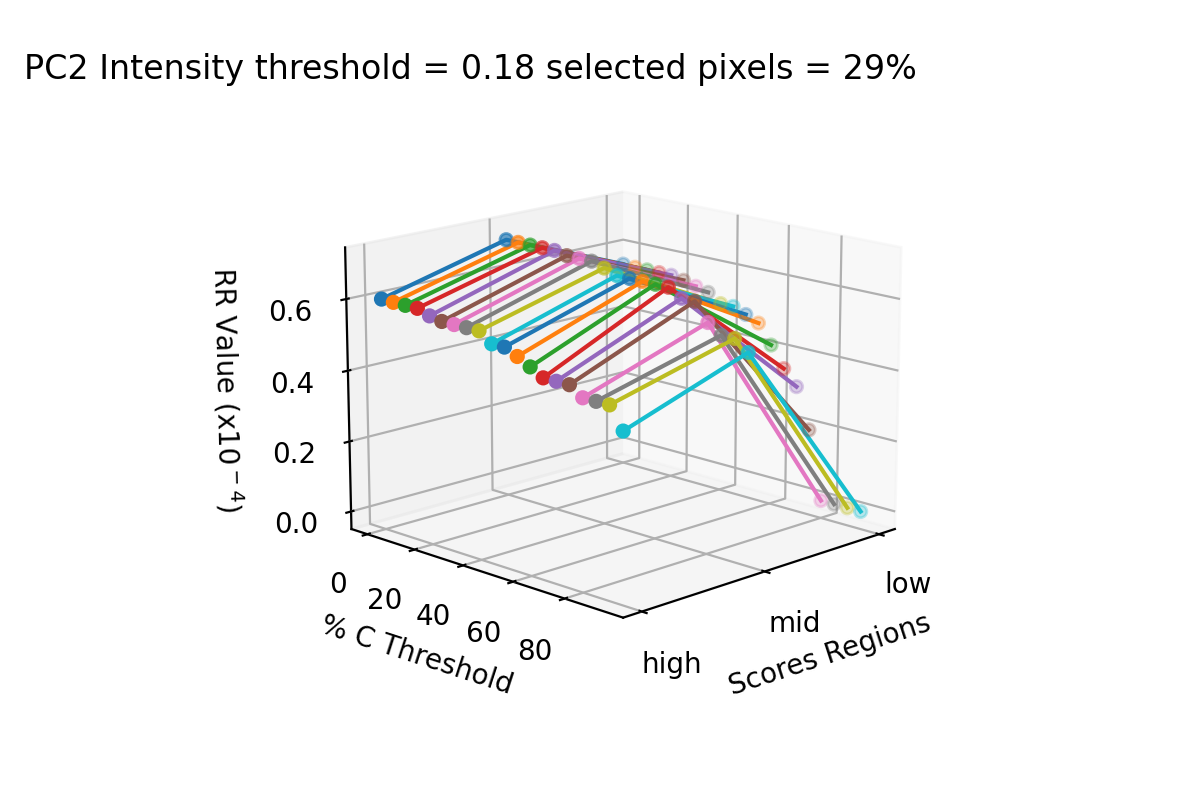 PC2 Intensity threshold = 0.18 selected pixels = 29%
RR Value (x10⁻⁴)
0.6
0.4
0.2
0.0
0
20
40
60
80
% C Threshold
high
mid
low
Scores Regions